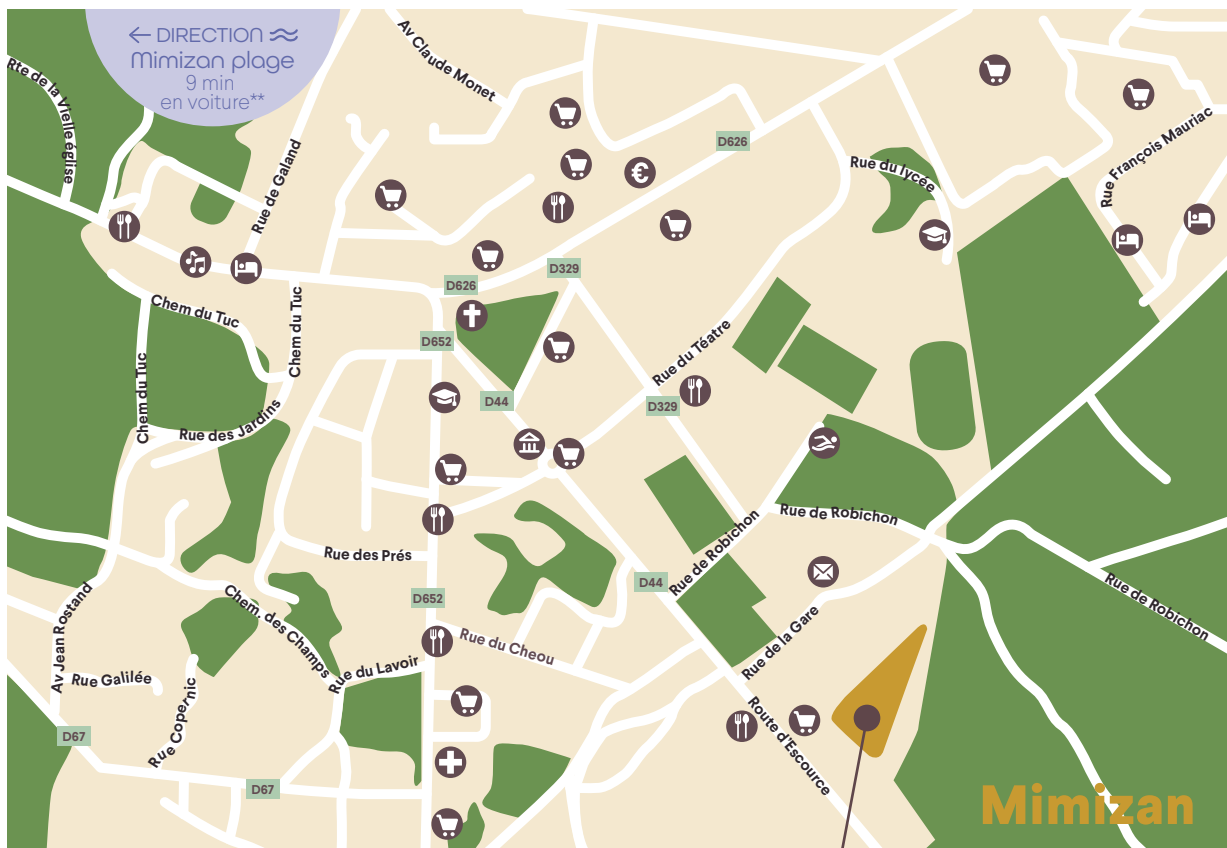 ← DIRECTION
Mimizan plage
9 min
en voiture**
Rte de la Vielle église
Av Claude Monet
Rue de Galand
D626
Rue du lycée
Rue François Mauriac
Chem du Tuc
Chem du Tuc
Chem du Tuc
Rue des Jardins
D626
D329
D652
D44
Rue du Téatre
D329
€
Rue de Robichon
Rue de Robichon
Rue de Robichon
Rue des Prés
D652
D44
Chem. des Champs
Rue du Cheou
Rue du Lavoir
Rue de la Gare
Av Jean Rostand
Rue Galilée
Rue Copernic
D67
D67
Route d'Escource
Mimizan